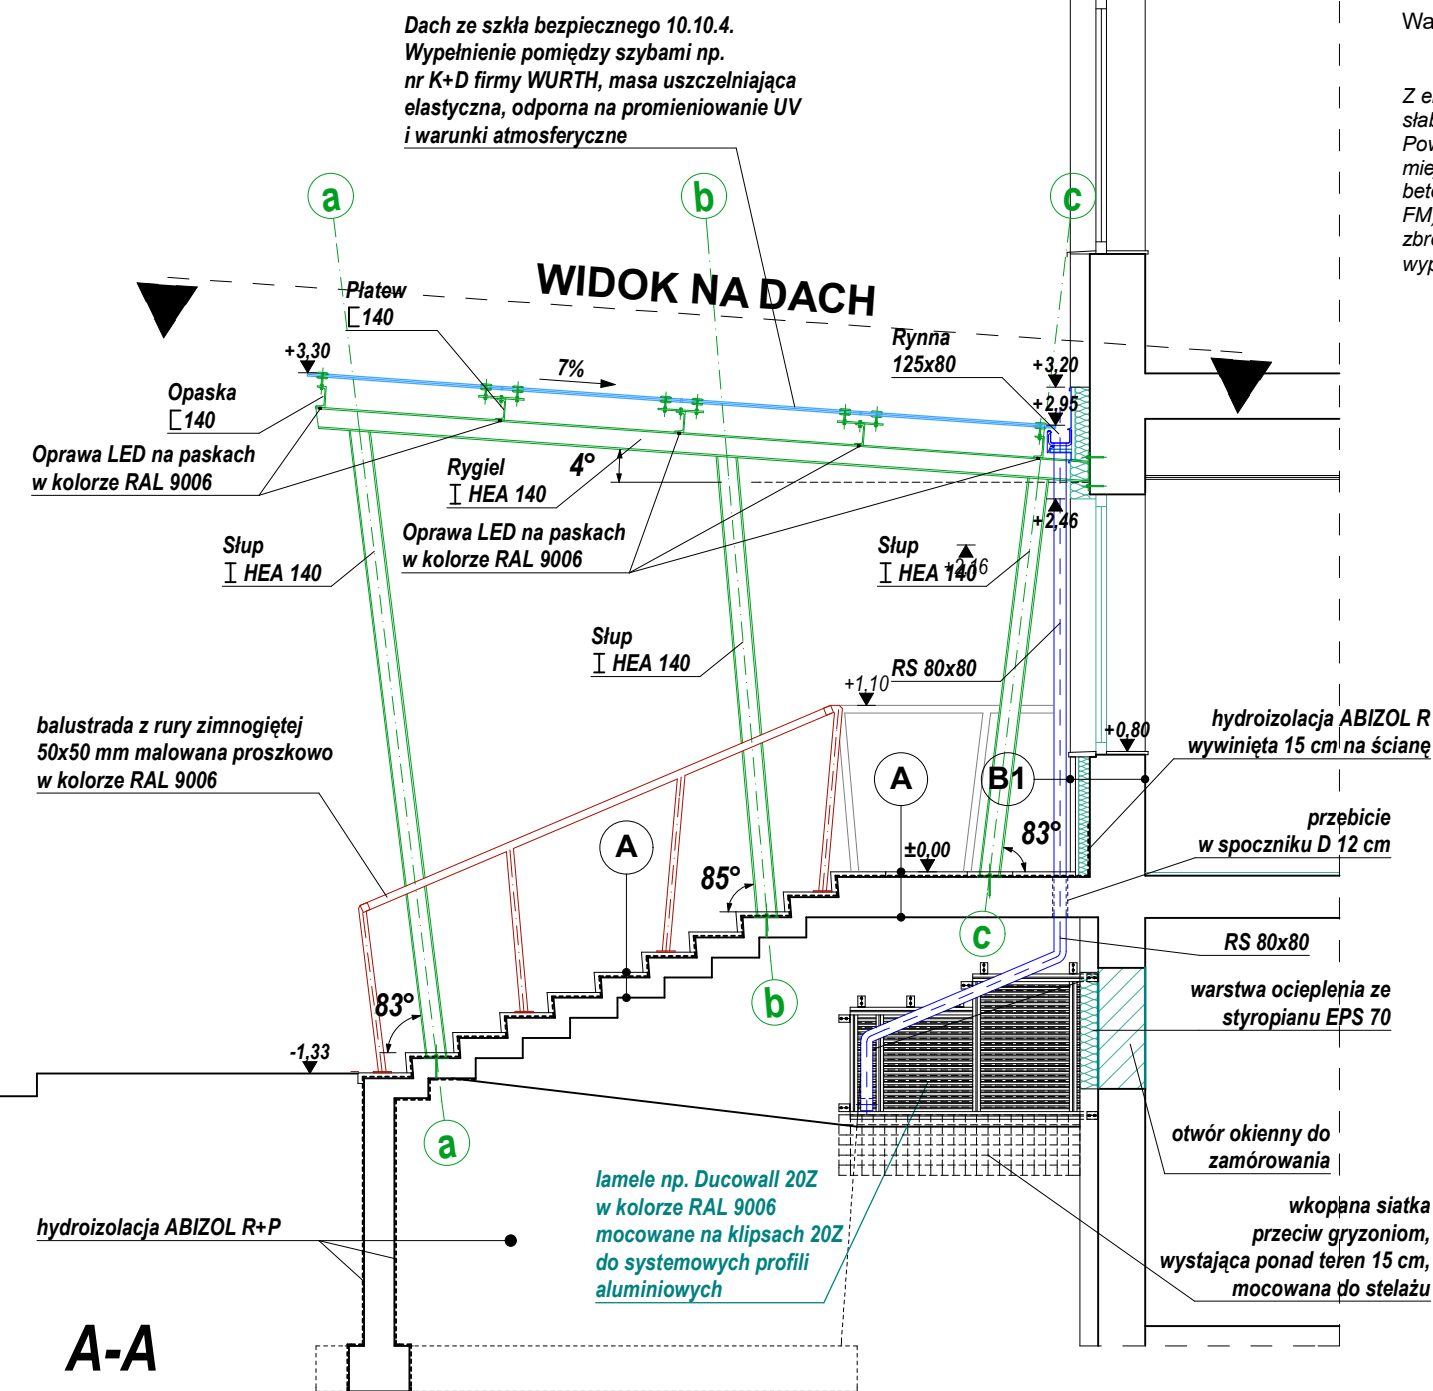 Dach ze szkła bezpiecznego 10.10.4.
Wypełnienie pomiędzy szybami np.
nr K+D firmy WURTH, masa uszczelniająca
elastyczna, odporna na promieniowanie UV
i warunki atmosferyczne
a
b
c
WIDOK NA DACH
Płatew
140
+3,30
7%
Opaska
140
Oprawa LED na paskach
w kolorze RAL 9006
Rynna
125x80
+3,20
+2,95
Rygiel
HEA 140
4°
Oprawa LED na paskach
w kolorze RAL 9006
+2,46
Słup
HEA 140
Słup
HEA 140
+2,16
Słup
HEA 140
RS 80x80
+1,10
balustrada z rury zimnogiętej
50x50 mm malowana proszkowo
w kolorze RAL 9006
hydroizolacja ABIZOL R
wywinięta 15 cm na ścianę
+0,80
A
B1
A
±0,00
83°
85°
przebicie
w spoczniku D 12 cm
c
RS 80x80
b
83°
warstwa ocieplenia ze
styropianu EPS 70
-1,33
a
otwór okienny do
zamórowania
lamele np. Ducowall 20Z
w kolorze RAL 9006
mocowane na klipsach 20Z
do systemowych profili
aluminiowych
hydroizolacja ABIZOL R+P
wkopana siatka
przeciw gryzoniom,
wystająca ponad teren 15 cm,
mocowana do stelażu
A-A